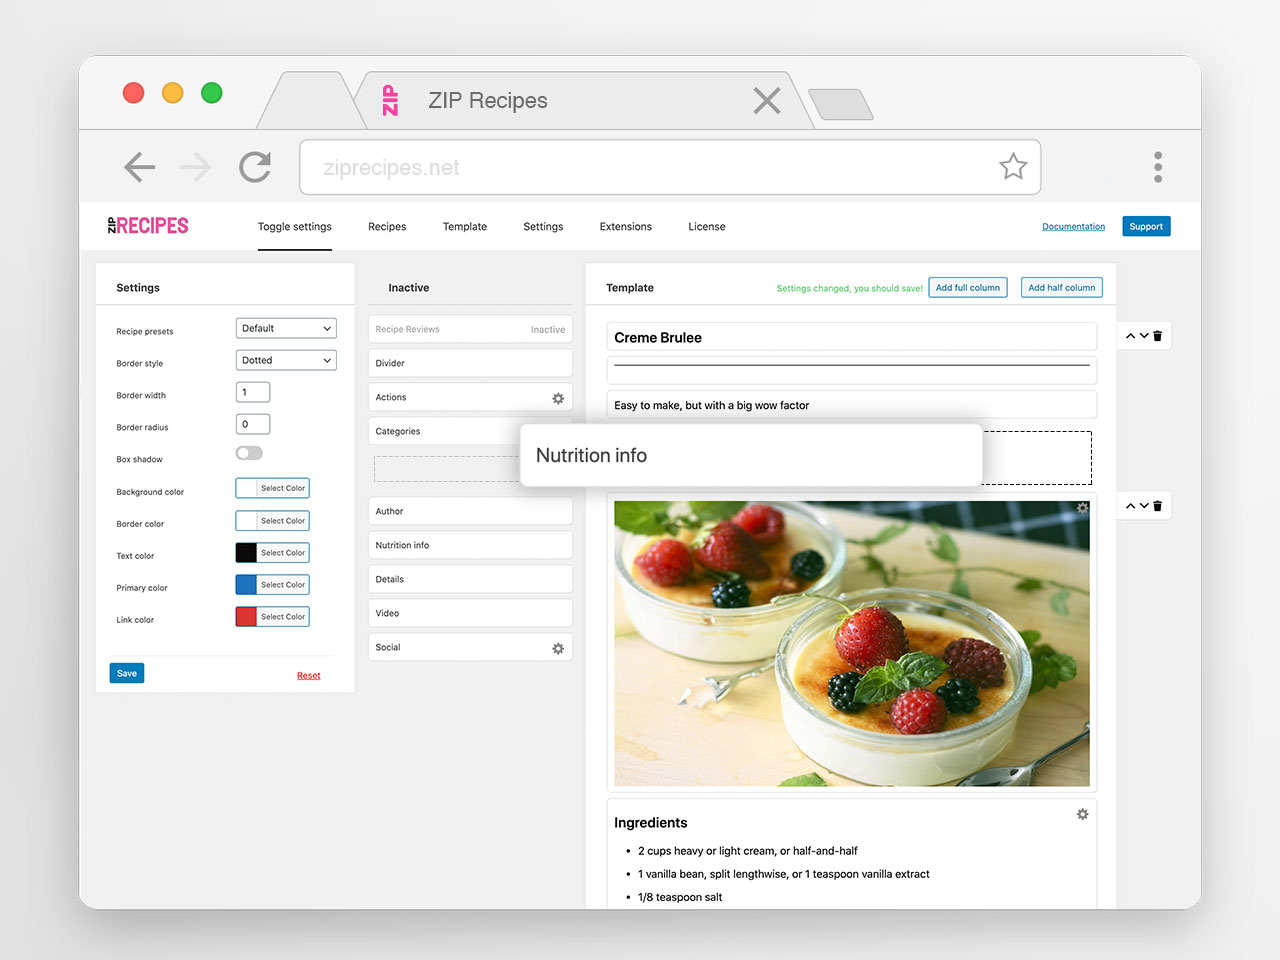 ZIP
ZIP Recipes
ziprecipes.net
ZIP RECIPES
Toggle settings
Recipes
Template
Settings
Extensions
License
Documentation
Support
Settings
Recipe presets
Default
Border style
Dotted
Border width
1
Border radius
0
Box shadow
Background color
Select Color
Border color
Select Color
Text color
Select Color
Primary color
Select Color
Link color
Select Color
Save
Reset
Inactive
Recipe Reviews
Inactive
Divider
Actions
Categories
Author
Nutrition info
Details
Video
Social
Template
Settings changed, you should save!
Add full column
Add half column
Creme Brulee
Easy to make, but with a big wow factor
Nutrition info
Ingredients
• 2 cups heavy or light cream, or half-and-half
• 1 vanilla bean, split lengthwise, or 1 teaspoon vanilla extract
• 1/8 teaspoon salt